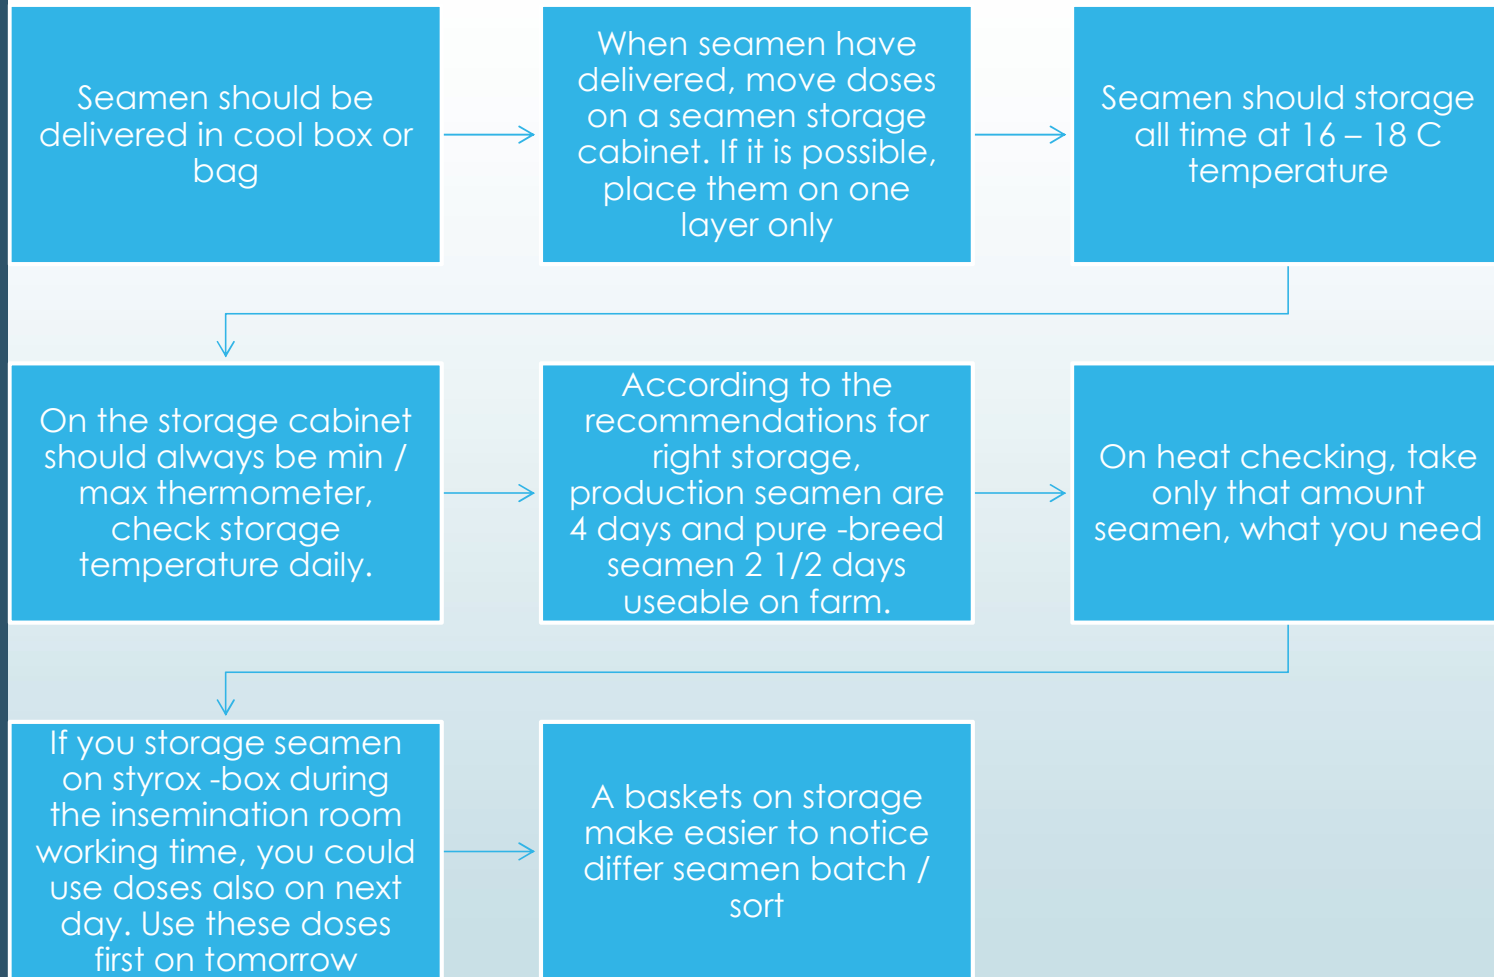 Seamen should be
delivered in cool box or
bag
When seamen have
delivered, move doses
on a seamen storage
cabinet. If it is possible,
place them on one
layer only
Seamen should storage
all time at 16 – 18 C
temperature
On the storage cabinet
should always be min /
max thermometer,
check storage
temperature daily.
According to the
recommendations for
right storage,
production seamen are
4 days and pure -breed
seamen 2 1/2 days
useable on farm.
On heat checking, take
only that amount
seamen, what you need
If you storage seamen
on styrox -box during
the insemination room
working time, you could
use doses also on next
day. Use these doses
first on tomorrow
A baskets on storage
make easier to notice
differ seamen batch /
sort